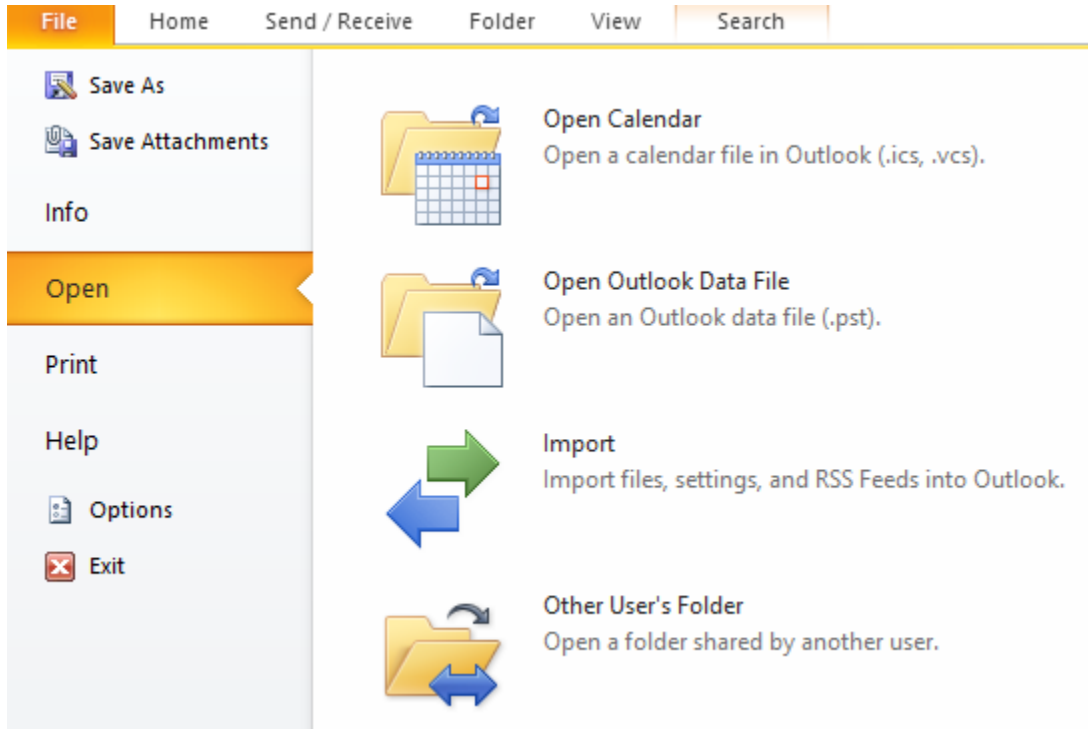 File Home Send / Receive Folder View Search
Save As
Save Attachments
Info
Open
Print
Help
Options
Exit
Open Calendar
Open a calendar file in Outlook (.ics, .vcs).
Open Outlook Data File
Open an Outlook data file (.pst).
Import
Import files, settings, and RSS Feeds into Outlook.
Other User's Folder
Open a folder shared by another user.